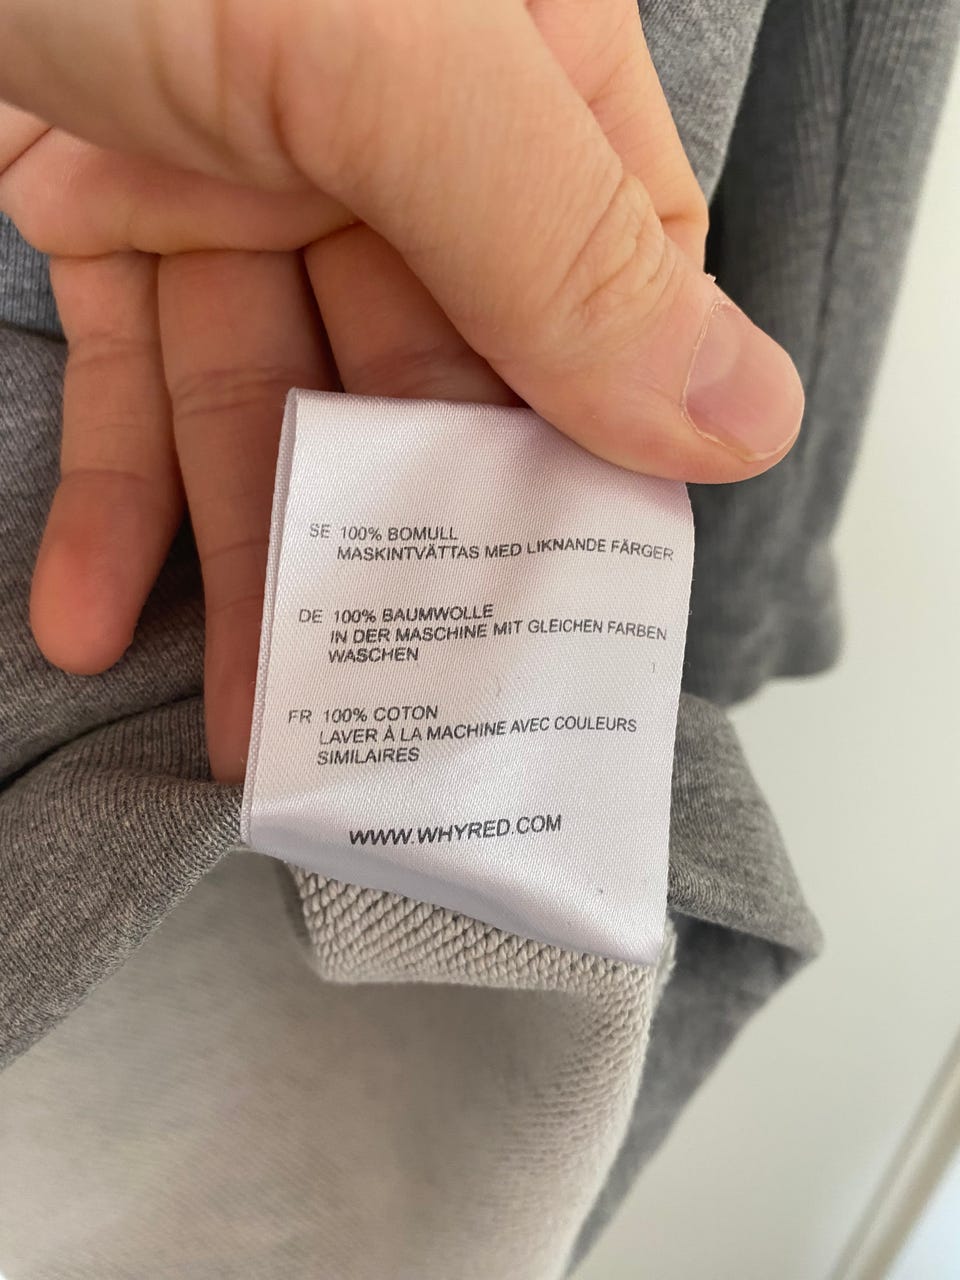 SE 100% BOMULL
MASKINTVÄTTAS MED LIKNANDE FÄRGER
DE 100% BAUMWOLLE
IN DER MASCHINE MIT GLEICHEN FARBEN
WASCHEN
FR 100% COTON
LAVER À LA MACHINE AVEC COULEURS
SIMILAIRES
WWW.WHYRED.COM